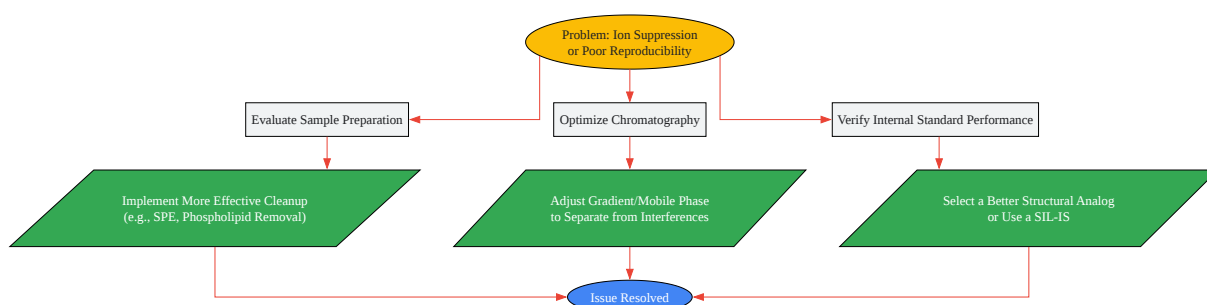 Problem: Ion Suppression
or Poor Reproducibility
Evaluate Sample Preparation
Optimize Chromatography
Verify Internal Standard Performance
Implement More Effective Cleanup
(e.g., SPE, Phospholipid Removal)
Adjust Gradient/Mobile Phase
to Separate from Interferences
Select a Better Structural Analog
or Use a SIL-IS
Issue Resolved